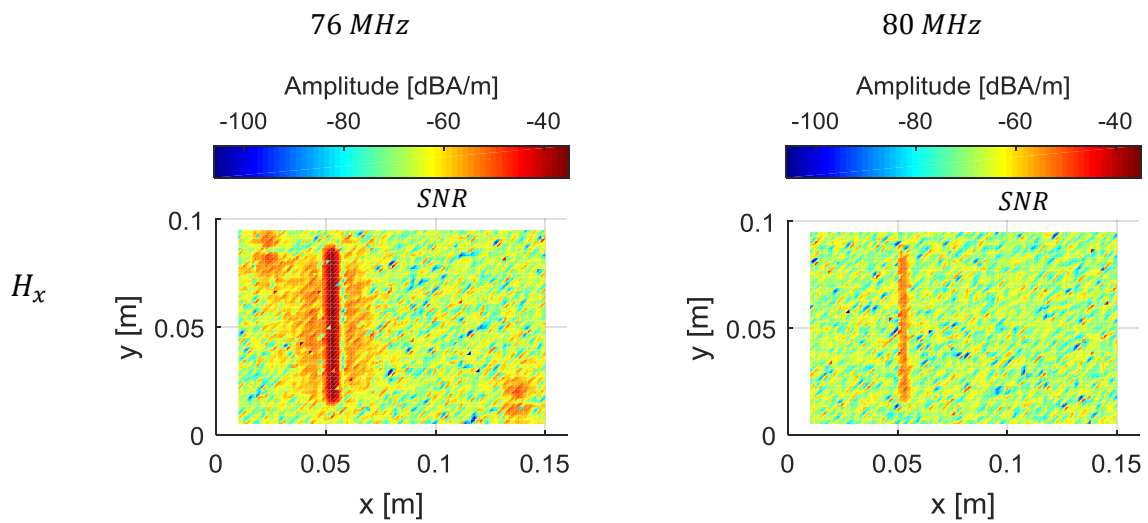 76 MHz
80 MHz
Amplitude [dBA/m]
-100 -80 -60 -40
SNR
0.1
0.05
0
y [m]
0 0.05 0.1 0.15
x [m]
Amplitude [dBA/m]
-100 -80 -60 -40
SNR
0.1
0.05
0
y [m]
0 0.05 0.1 0.15
x [m]
Hx